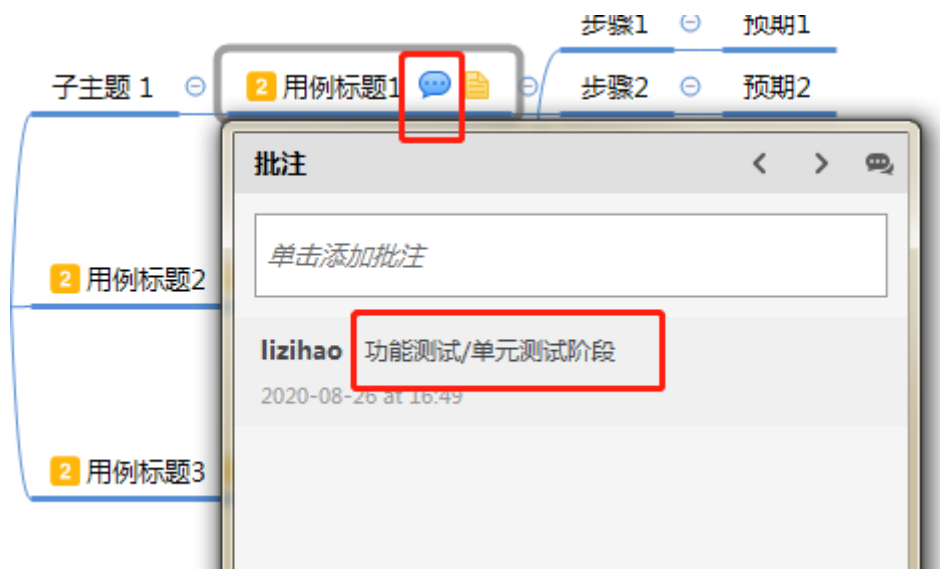 步骤1 预期1
子主题 1 2 用例标题1 步骤2 预期2
批注
单击添加批注
2 用例标题2
lizihao 功能测试/单元测试阶段
2020-08-26 at 16:49
2 用例标题3